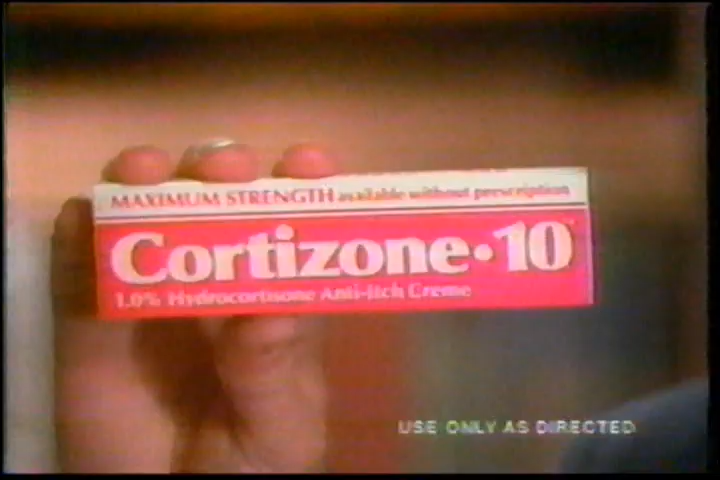 MAXIMUM STRENGTH available without prescription
Cortizone•10
1.0% Hydrocortisone Anti-Itch Creme
USE ONLY AS DIRECTED